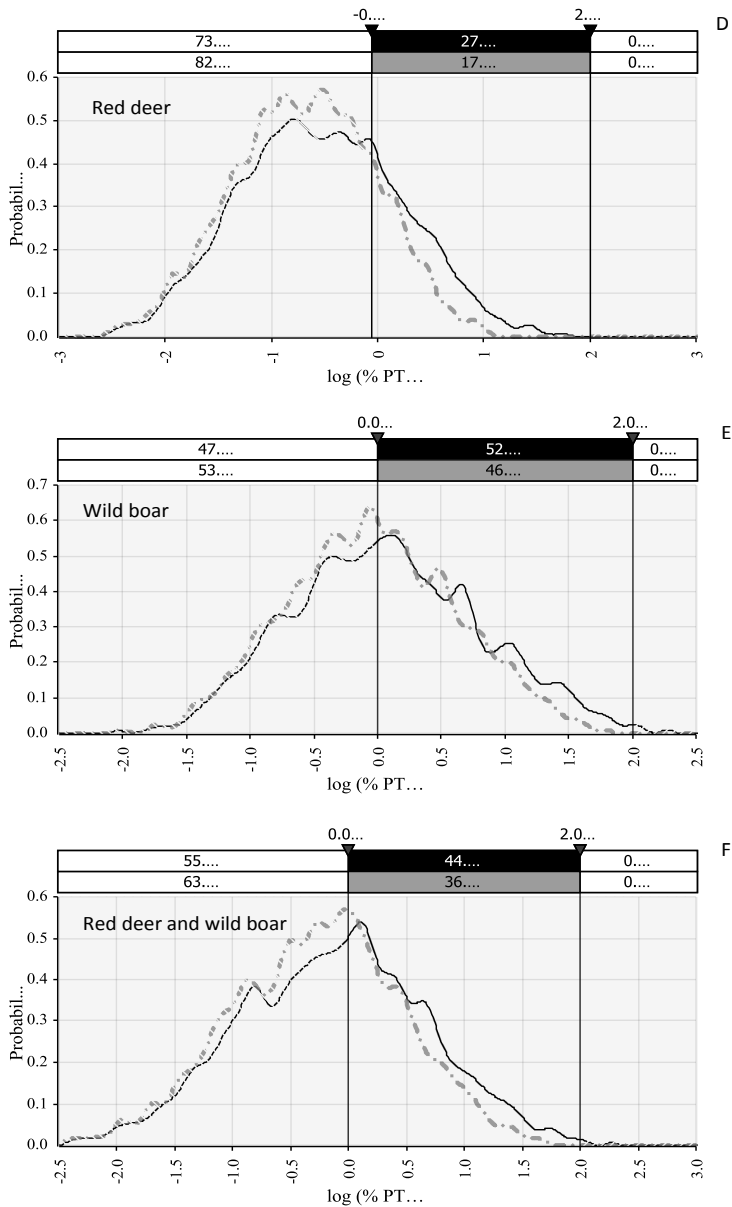 -0.... 2.... D
73.... 27.... 0....
82.... 17.... 0....
0.6
Red deer
0.5
0.4
0.3
0.2
0.1
0.0
Probabil...
-3 -2 -1 0 1 2 3
log (% PT…
0.0... 2.0... E
47.... 52.... 0....
53.... 46.... 0....
0.7
Wild boar
0.6
0.5
0.4
0.3
0.2
0.1
0.0
Probabil...
-2.5 -2.0 -1.5 -1.0 -0.5 0.0 0.5 1.0 1.5 2.0 2.5
log (% PT…
0.0... 2.0... F
55.... 44.... 0....
63.... 36.... 0....
0.6
Red deer and wild boar
0.5
0.4
0.3
0.2
0.1
0.0
Probabil...
-2.5 -2.0 -1.5 -1.0 -0.5 0.0 0.5 1.0 1.5 2.0 2.5 3.0
log (% PT…